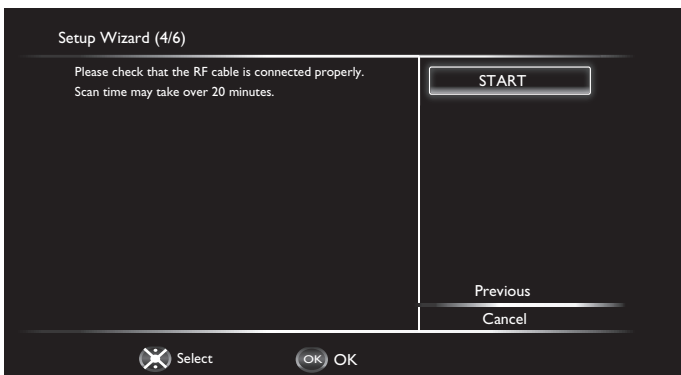 Setup Wizard (4/6)
Please check that the RF cable is connected properly.
Scan time may take over 20 minutes.
START
Previous
Cancel
Select
OK OK